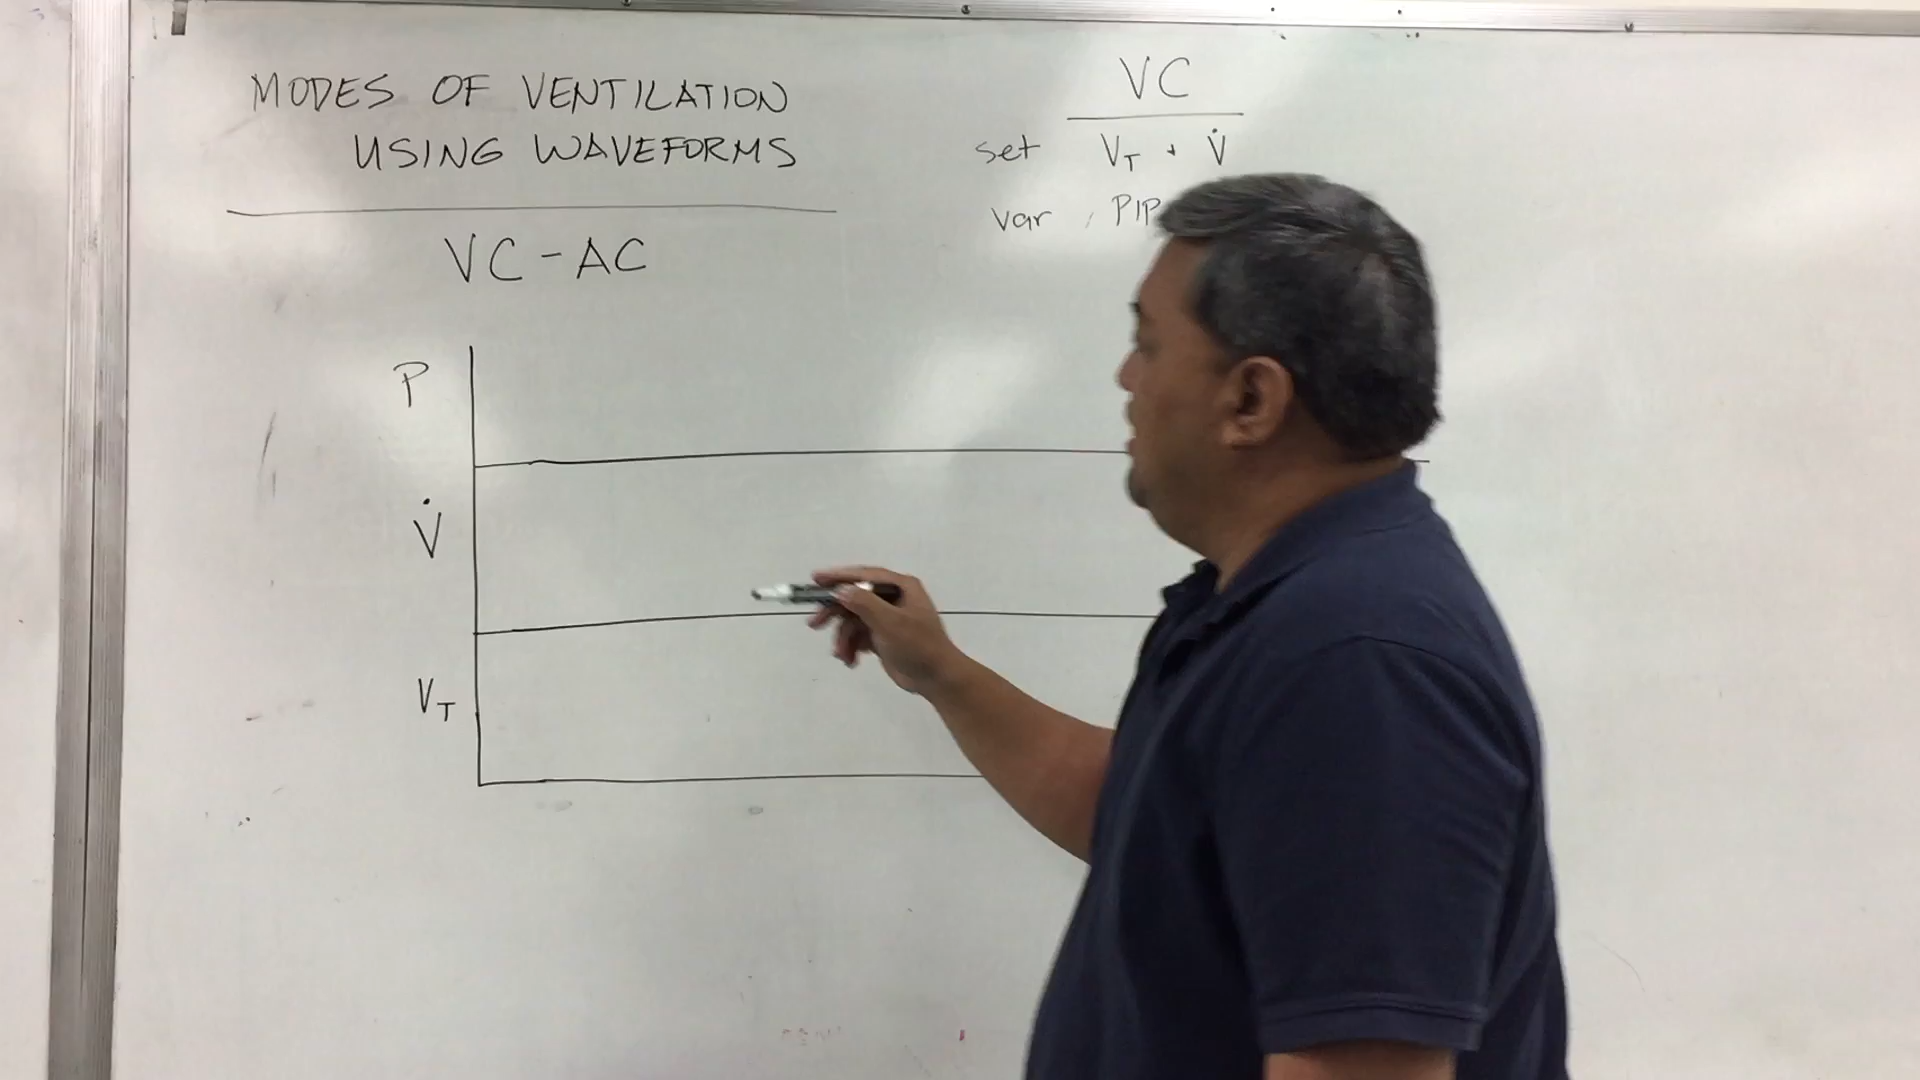 MODES OF VENTILATION
USING WAVEFORMS
VC-AC
P
V̇
VT
VC
set VT + V̇
var , PIP